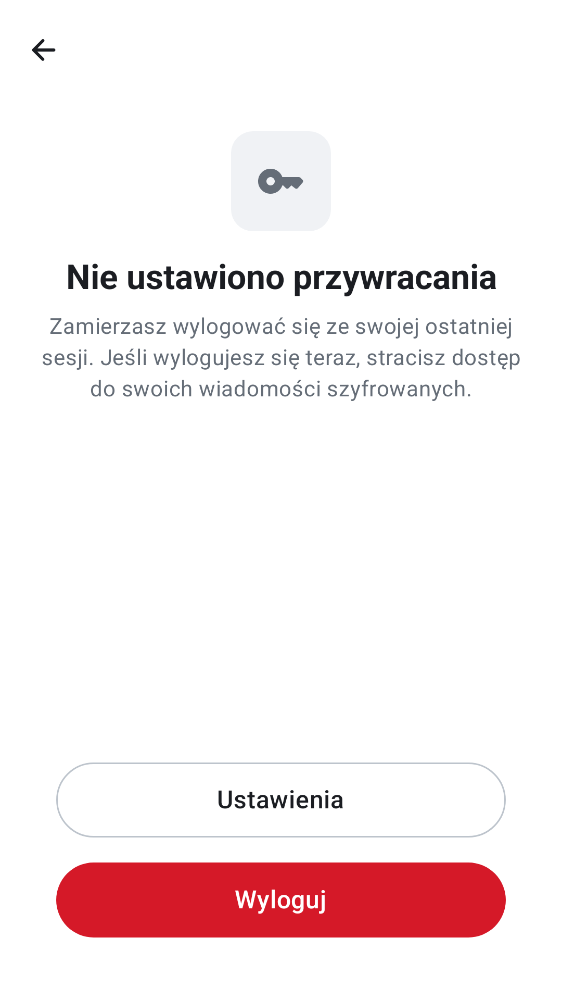 Nie ustawiono przywracania
Zamierzasz wylogować się ze swojej ostatniej
sesji. Jeśli wylogujesz się teraz, stracisz dostęp
do swoich wiadomości szyfrowanych.
Ustawienia
Wyloguj